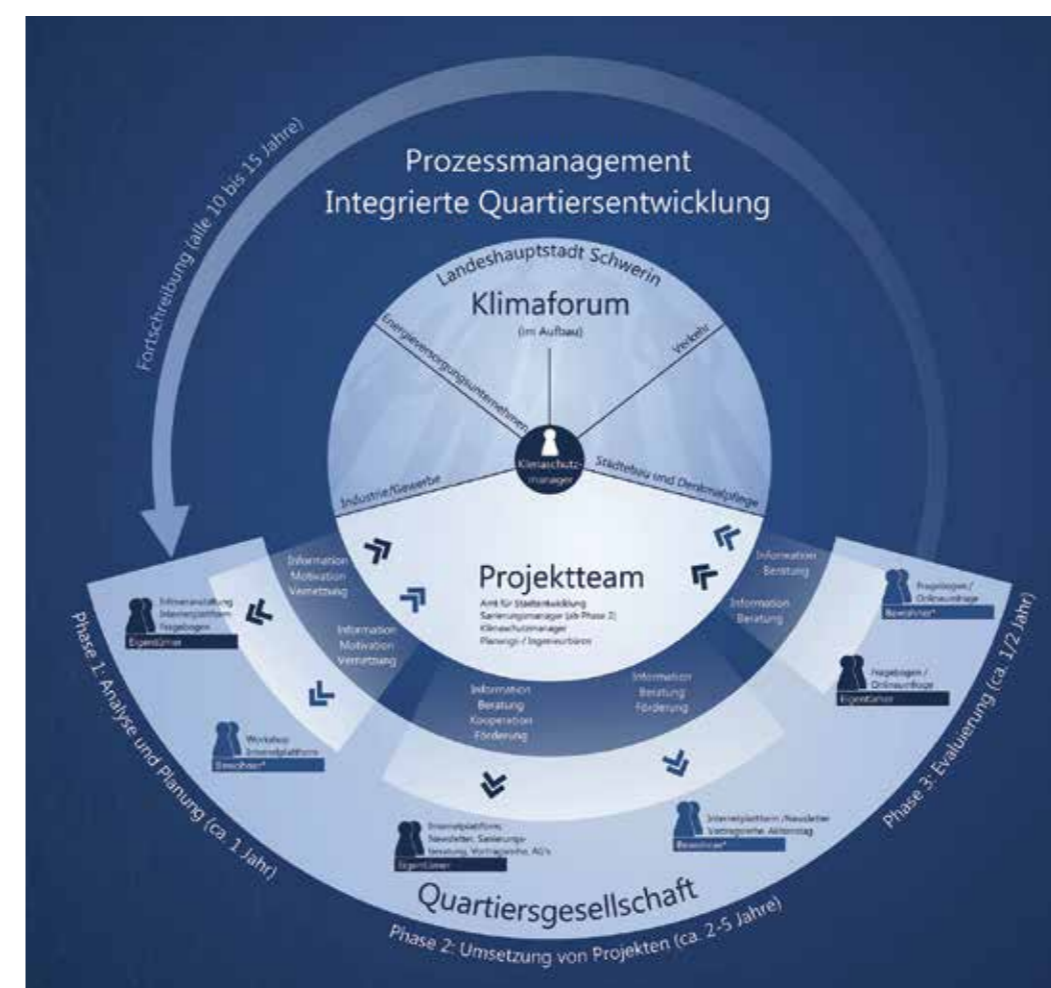 Prozessmanagement
Integrierte Quartiersentwicklung
Fortschreibung (alle 10 bis 15 Jahre)
Landeshauptstadt Schwerin
Klimaforum
(im Aufbau)
Energieversorgungsunternehmen
Verkehr
Industrie/Gewerbe
Städtebau und Denkmalpflege
Klimaschutz-
manager
Projektteam
Amt für Stadtentwicklung
Sanierungsmanager (ab Phase 2)
Klimaschutzmanager
Planungs- / Ingenieurbüros
Information
Motivation
Vernetzung
Information
Motivation
Vernetzung
Information
Beratung
Kooperation
Förderung
Information
Beratung
Förderung
Information
Beratung
Information
Beratung
Internetplattform
Fragebogen
Eigentümer
Workshop
Internetplattform
Bewohner*
Internetplattform,
Newsletter, Sanierungs-
beratung, Vortragsreihe, AG's
Eigentümer
Internetplattform /Newsletter
Vortragsreihe, Aktionstag
Bewohner*
Fragebogen /
Onlineumfrage
Eigentümer
Fragebogen /
Onlineumfrage
Bewohner*
Quartiersgesellschaft
Phase 1: Analyse und Planung (ca. 1 Jahr)
Phase 2: Umsetzung von Projekten (ca. 2-5 Jahre)
Phase 3: Evaluierung (ca. 1/2 Jahr)